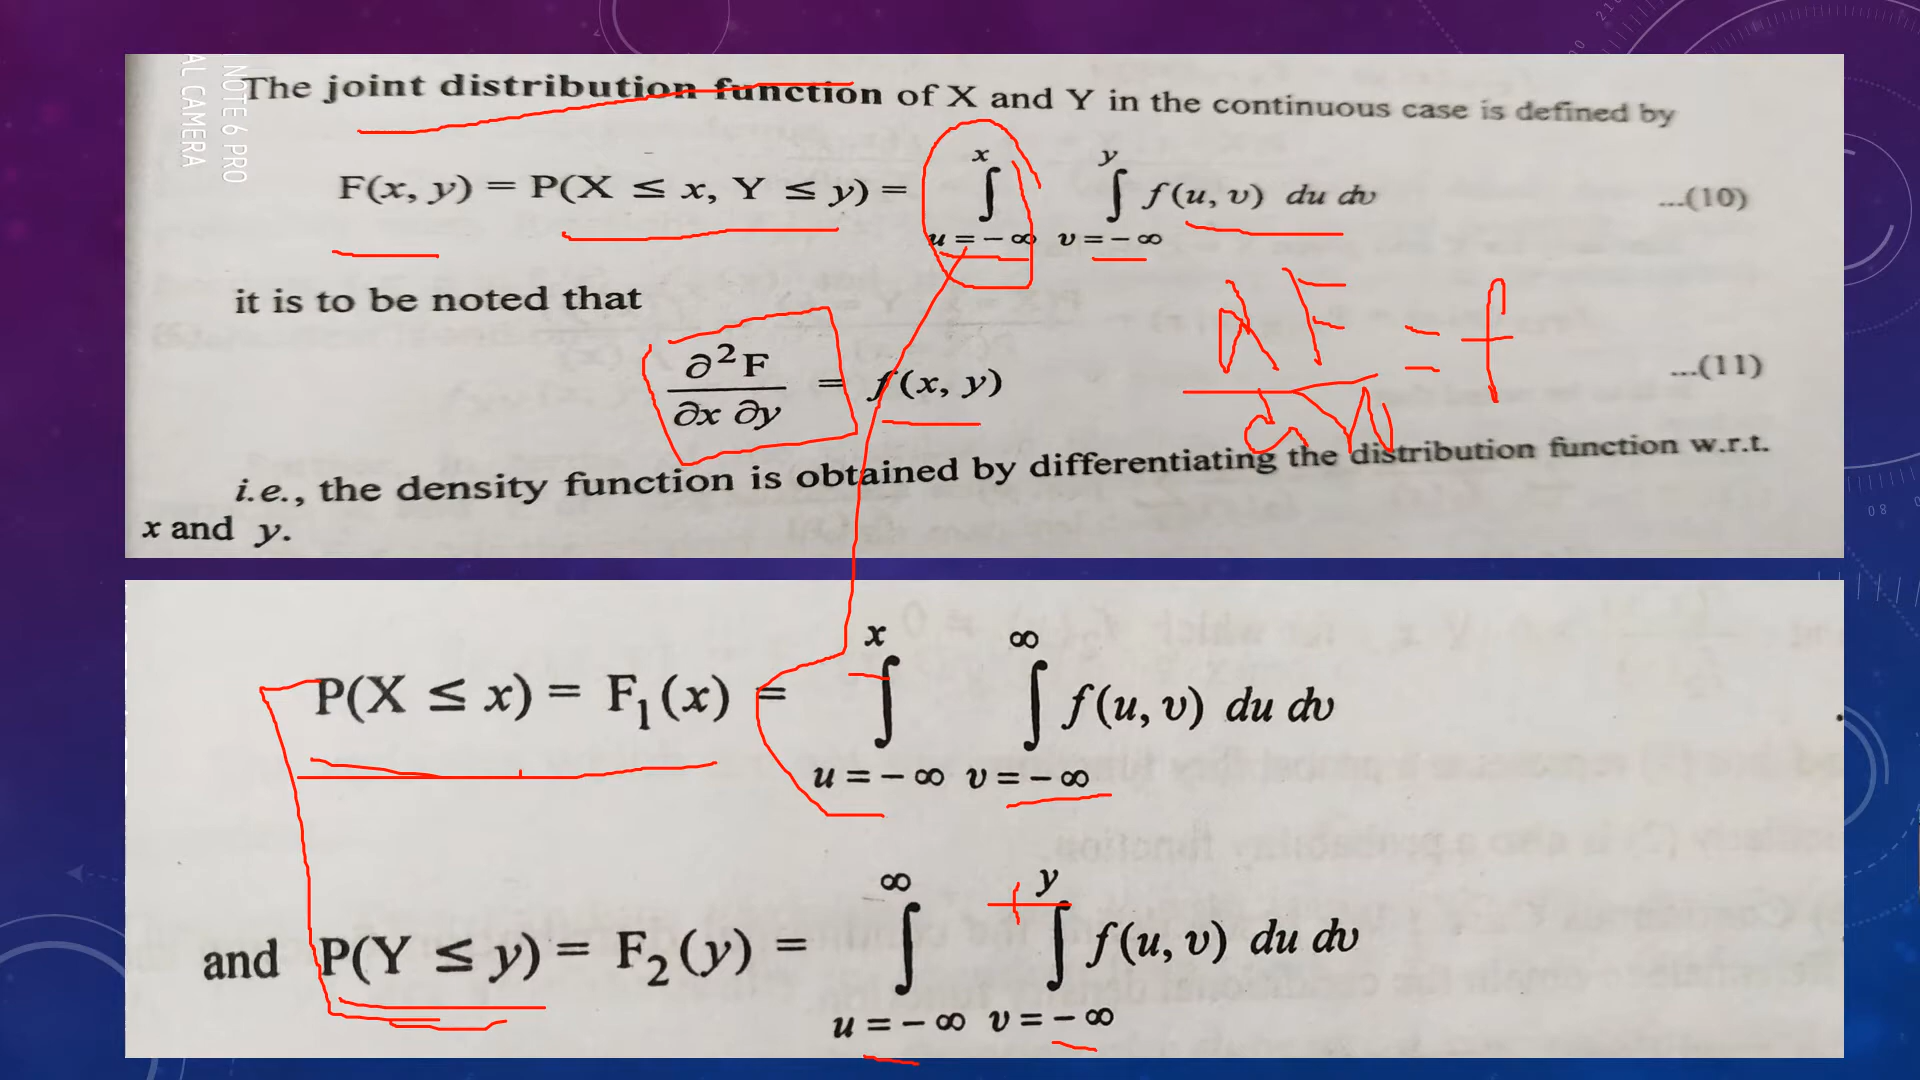 NOTE 6 PRO
AL CAMERA
The joint distribution function of X and Y in the continuous case is defined by
F(x, y) = P(X ≤ x, Y ≤ y) = ∫_{u=-∞}^{x} ∫_{v=-∞}^{y} f(u, v) du dv ...(10)
it is to be noted that
∂²F / ∂x ∂y = f(x, y) ...(11)
i.e., the density function is obtained by differentiating the distribution function w.r.t.
x and y.
P(X ≤ x) = F₁(x) = ∫_{u=-∞}^{x} ∫_{v=-∞}^{∞} f(u, v) du dv
and P(Y ≤ y) = F₂(y) = ∫_{u=-∞}^{∞} ∫_{v=-∞}^{y} f(u, v) du dv
80